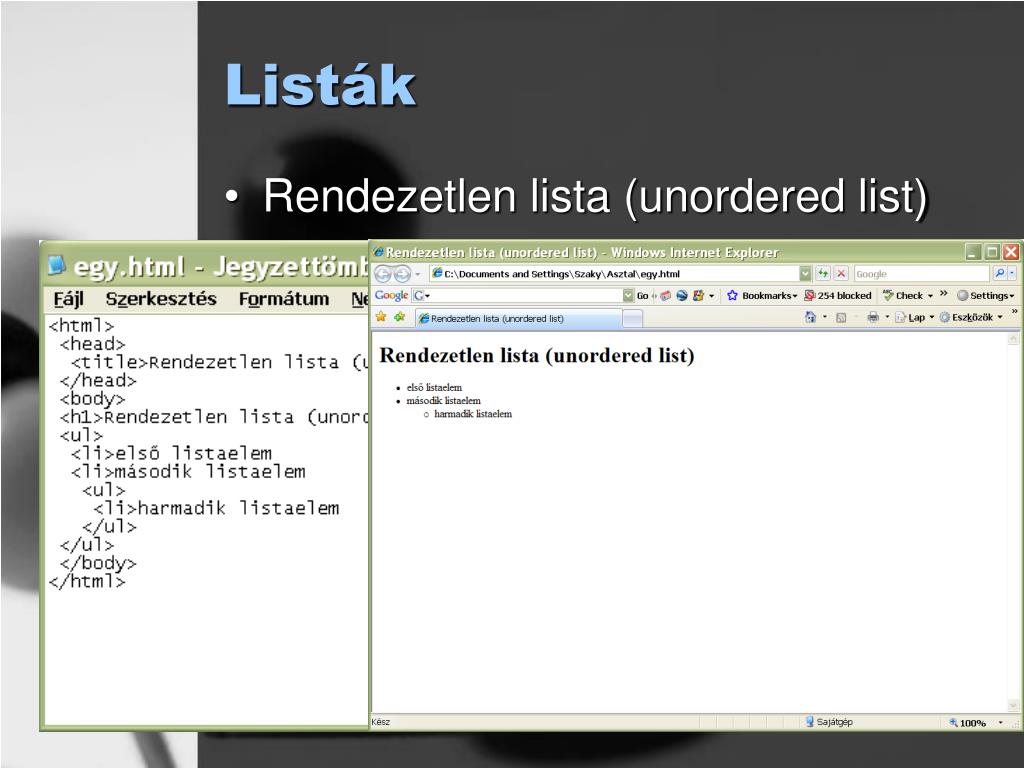 Listák
• Rendezetlen lista (unordered list)
egy.html - Jegyzettömb
Fájl Szerkesztés Formátum
<html>
<head>
<title>Rendezetlen lista (
</head>
<body>
<h1>Rendezetlen lista (unord
<ul>
<li>első listaelem
<li>második listaelem
<ul>
<li>harmadik listaelem
</ul>
</ul>
</body>
</html>
Rendezetlen lista (unordered list) - Windows Internet Explorer
C:\Documents and Settings\Szaky\Asztal\egy.html
Google
Google Go Bookmarks 254 blocked Check » Settings
Rendezetlen lista (unordered list)
Lap Eszközök »
Rendezetlen lista (unordered list)
• első listaelem
• második listaelem
○ harmadik listaelem
Kész
Sajátgép
100%